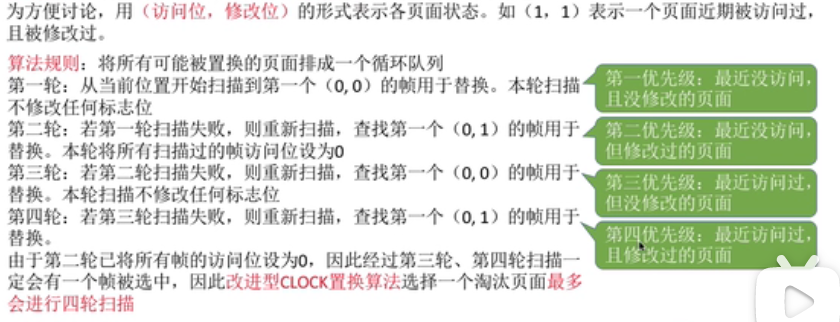 为方便讨论，用（访问位，修改位）的形式表示各页面状态。如（1，1）表示一个页面近期被访问过，
且被修改过。
算法规则：将所有可能被置换的页面排成一个循环队列
第一轮：从当前位置开始扫描到第一个（0, 0）的帧用于替换。本轮扫描
不修改任何标志位
第二轮：若第一轮扫描失败，则重新扫描，查找第一个（0, 1）的帧用于
替换。本轮将所有扫描过的帧访问位设为0
第三轮：若第二轮扫描失败，则重新扫描，查找第一个（0, 0）的帧用于
替换。本轮扫描不修改任何标志位
第四轮：若第三轮扫描失败，则重新扫描，查找第一个（0, 1）的帧用于
替换。
由于第二轮已将所有帧的访问位设为0，因此经过第三轮、第四轮扫描一
定会有一个帧被选中，因此改进型CLOCK置换算法选择一个淘汰页面最多
会进行四轮扫描
第一优先级：最近没访问，
且没修改的页面
第二优先级：最近没访问，
但修改过的页面
第三优先级：最近访问过，
但没修改的页面
第四优先级：最近访问过，
且修改过的页面